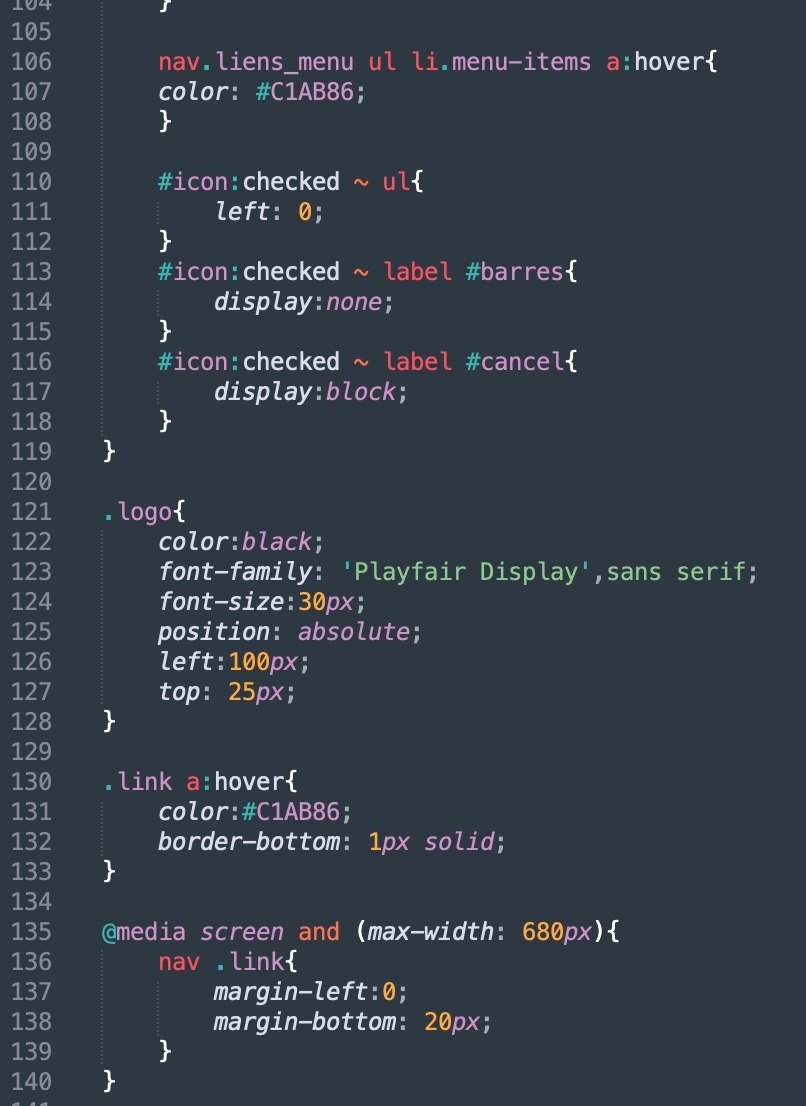 104 }
105
106 nav.liens_menu ul li.menu-items a:hover{
107 color: #C1AB86;
108 }
109
110 #icon:checked ~ ul{
111 left: 0;
112 }
113 #icon:checked ~ label #barres{
114 display:none;
115 }
116 #icon:checked ~ label #cancel{
117 display:block;
118 }
119 }
120
121 .logo{
122 color:black;
123 font-family: 'Playfair Display',sans serif;
124 font-size:30px;
125 position: absolute;
126 left:100px;
127 top: 25px;
128 }
129
130 .link a:hover{
131 color:#C1AB86;
132 border-bottom: 1px solid;
133 }
134
135 @media screen and (max-width: 680px){
136 nav .link{
137 margin-left:0;
138 margin-bottom: 20px;
139 }
140 }
141